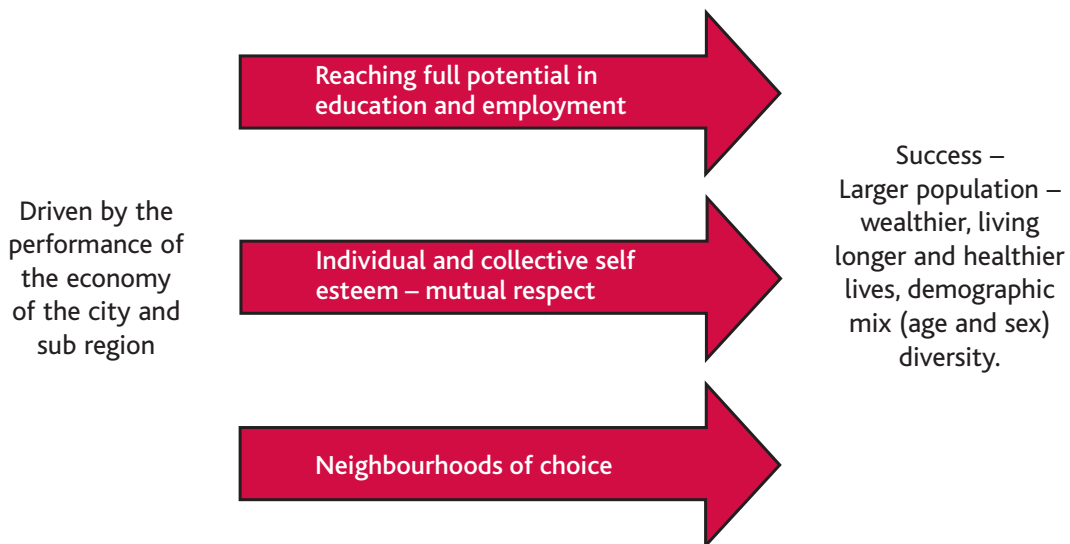 Driven by the
performance of
the economy
of the city and
sub region
Reaching full potential in
education and employment
Individual and collective self
esteem – mutual respect
Neighbourhoods of choice
Success –
Larger population –
wealthier, living
longer and healthier
lives, demographic
mix (age and sex)
diversity.